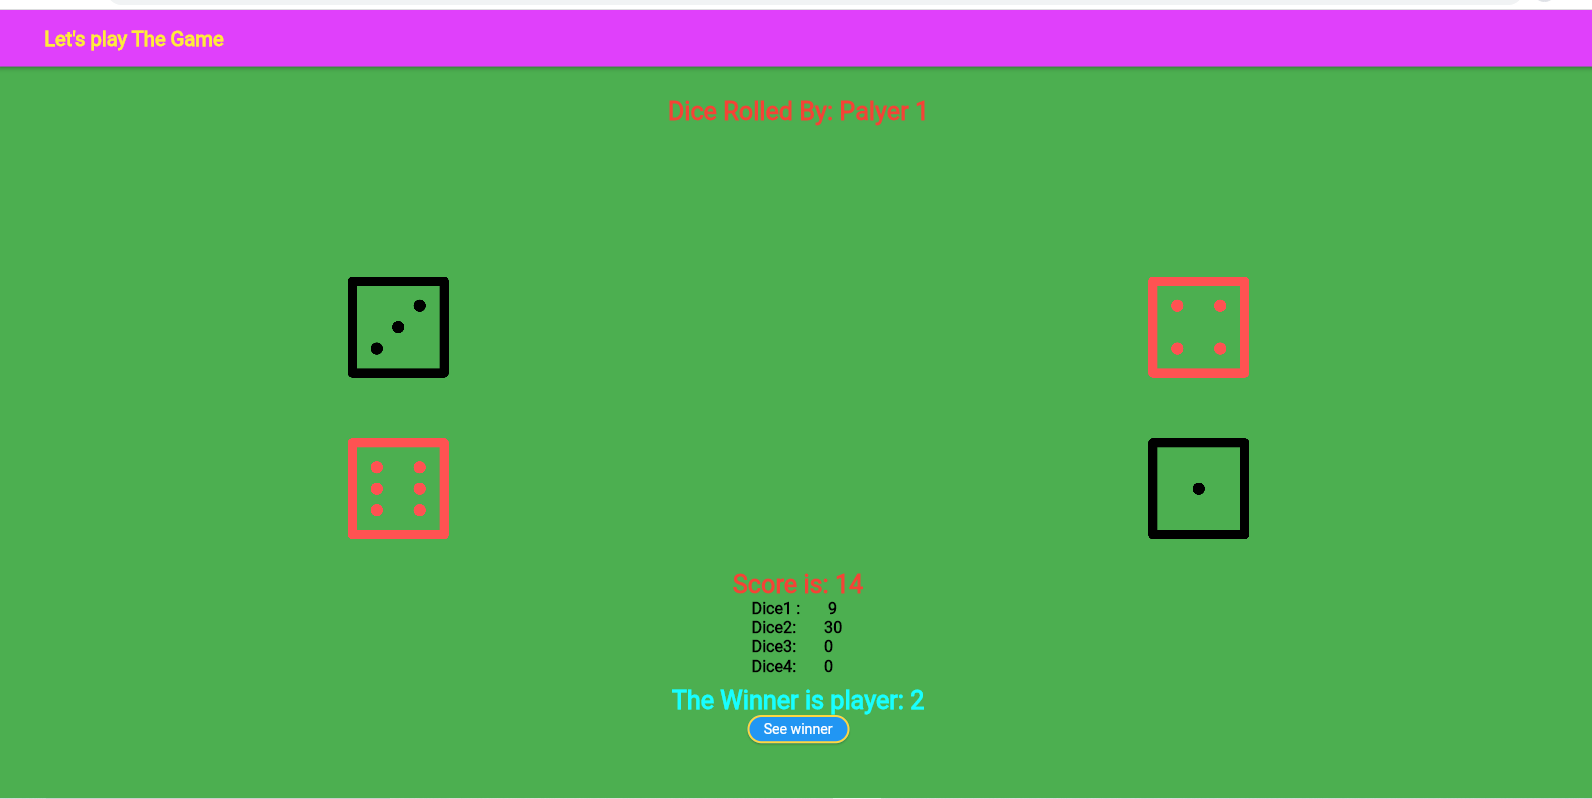 Let's play The Game
Dice Rolled By: Palyer 1
Score is: 14
Dice1 : 9
Dice2: 30
Dice3: 0
Dice4: 0
The Winner is player: 2
See winner